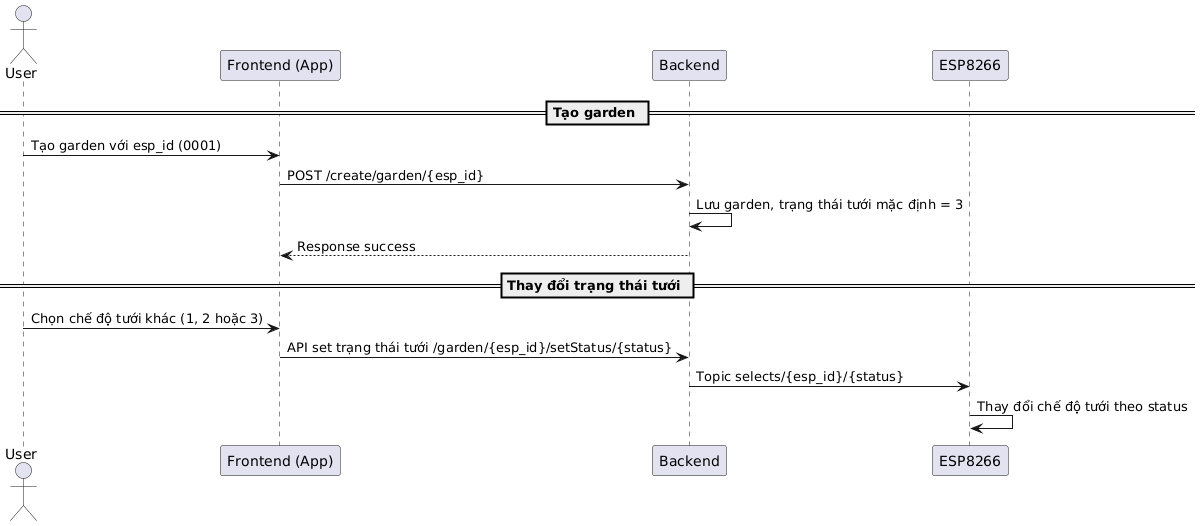 User
Frontend (App)
Backend
ESP8266
Tạo garden
Tạo garden với esp_id (0001)
POST /create/garden/{esp_id}
Lưu garden, trạng thái tưới mặc định = 3
Response success
Thay đổi trạng thái tưới
Chọn chế độ tưới khác (1, 2 hoặc 3)
API set trạng thái tưới /garden/{esp_id}/setStatus/{status}
Topic selects/{esp_id}/{status}
Thay đổi chế độ tưới theo status
User
Frontend (App)
Backend
ESP8266